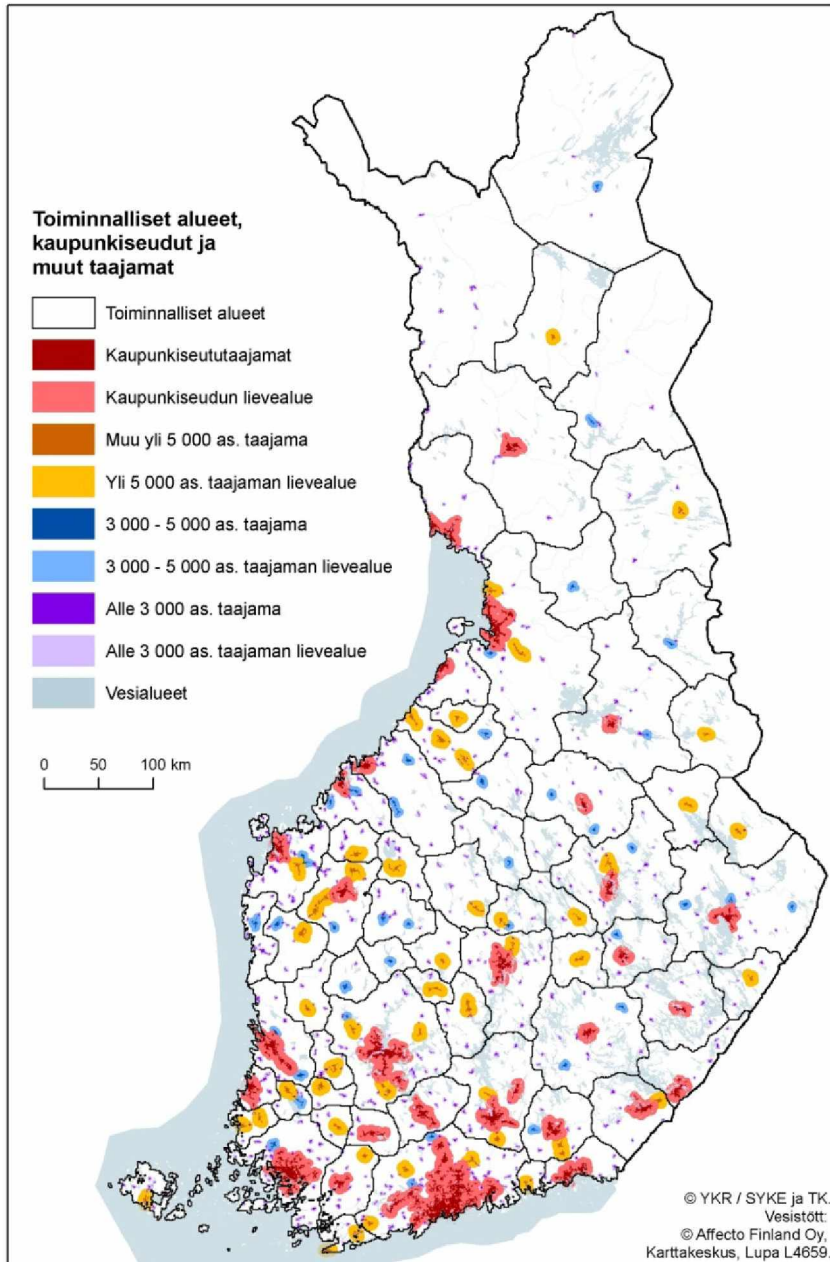 Toiminnalliset alueet,
kaupunkiseudut ja
muut taajamat
Toiminnalliset alueet
Kaupunkiseututaajamat
Kaupunkiseudun lievealue
Muu yli 5 000 as. taajama
Yli 5 000 as. taajaman lievealue
3 000 - 5 000 as. taajama
3 000 - 5 000 as. taajaman lievealue
Alle 3 000 as. taajama
Alle 3 000 as. taajaman lievealue
Vesialueet
0 50 100 km
© YKR / SYKE ja TK.
Vesistöt:
© Affecto Finland Oy,
Karttakeskus, Lupa L4659.